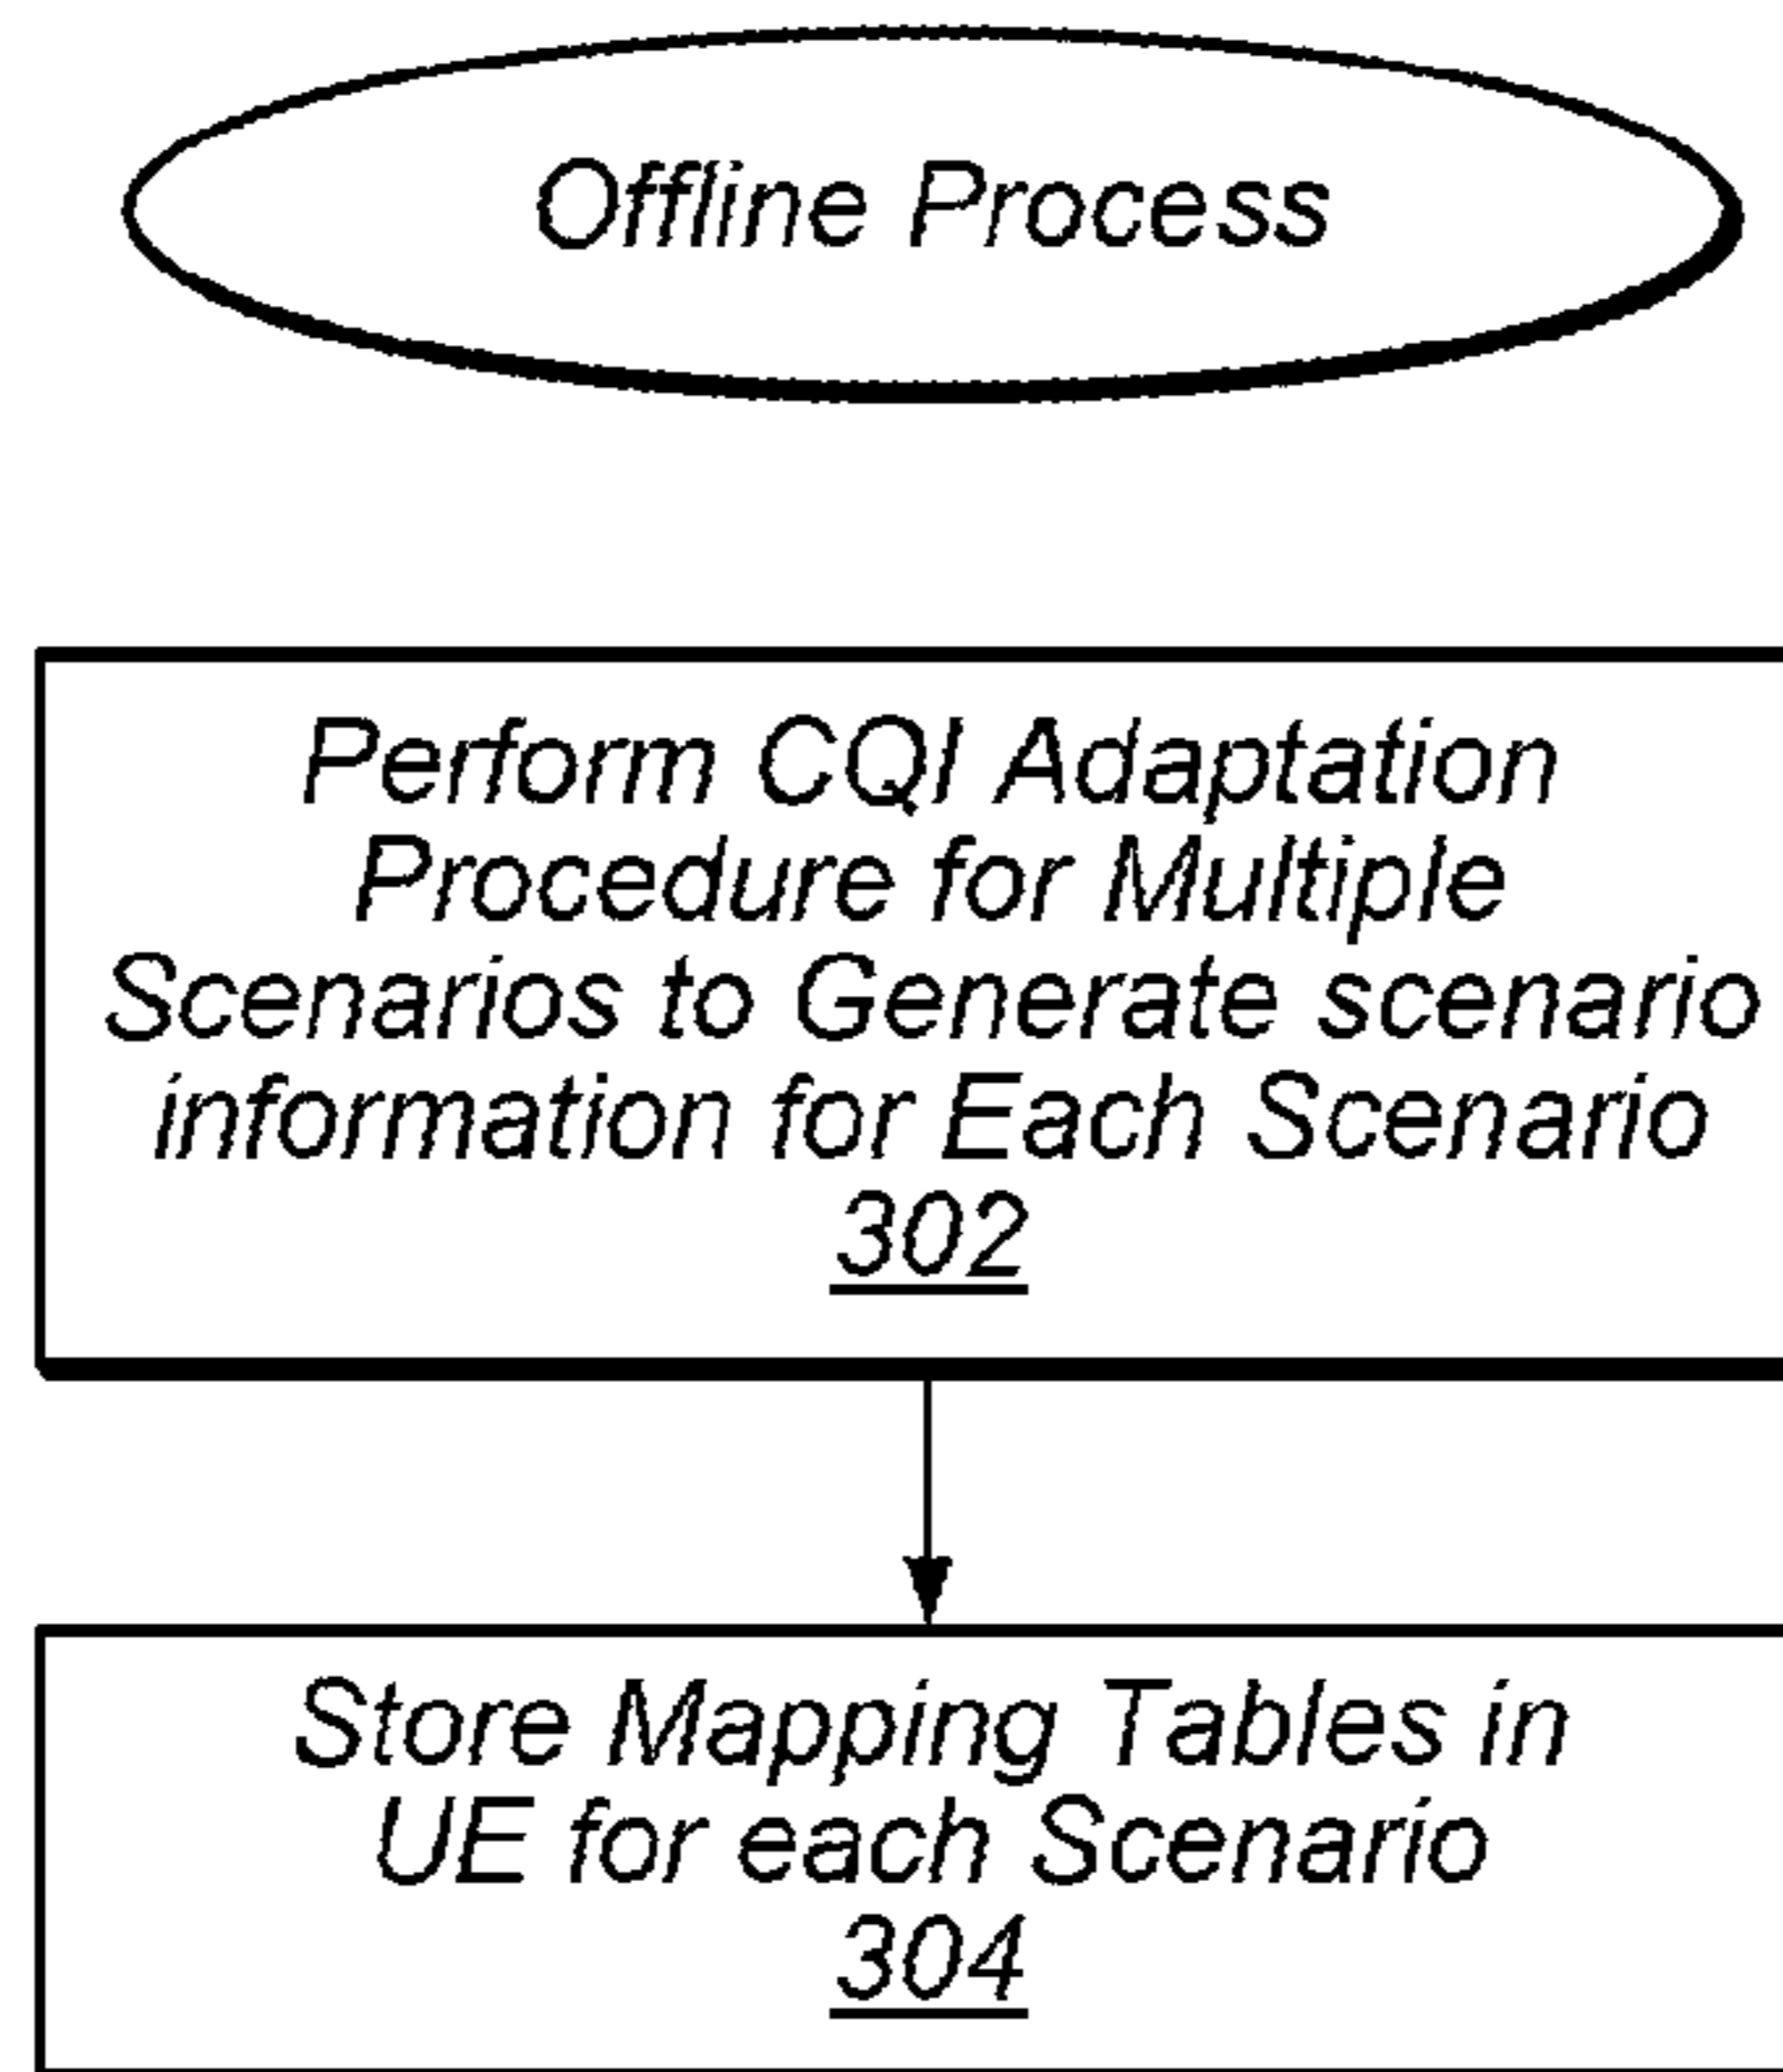 Offline Process
Perform CQI Adaptation
Procedure for Multiple
Scenarios to Generate scenario
information for Each Scenario
302
Store Mapping Tables in
UE for each Scenario
304